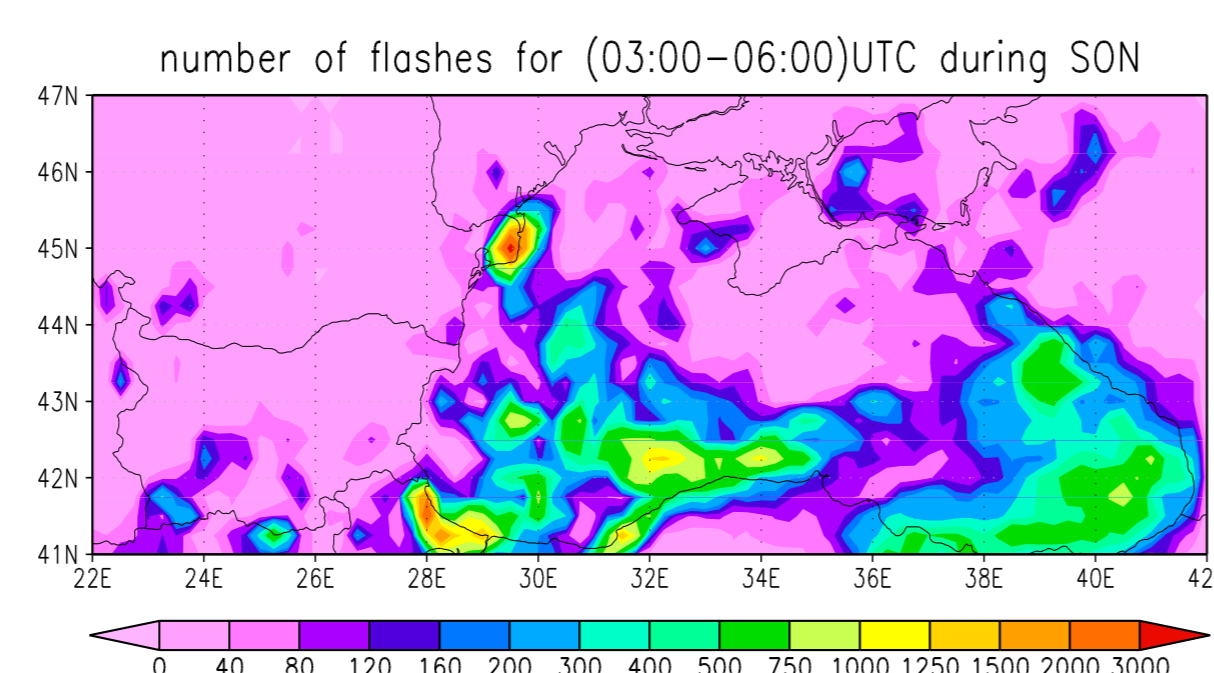 number of flashes for (03:00−06:00)UTC during SON
47N
46N
45N
44N
43N
42N
41N
22E 24E 26E 28E 30E 32E 34E 36E 38E 40E 42
0 40 80 120 160 200 300 400 500 750 1000 1250 1500 2000 3000